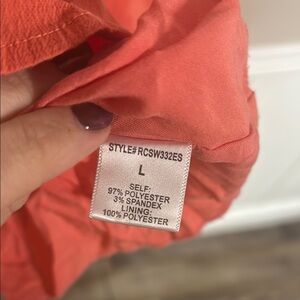 STYLE# RCSW332ES
L
SELF:
97% POLYESTER
3% SPANDEX
LINING:
100% POLYESTER